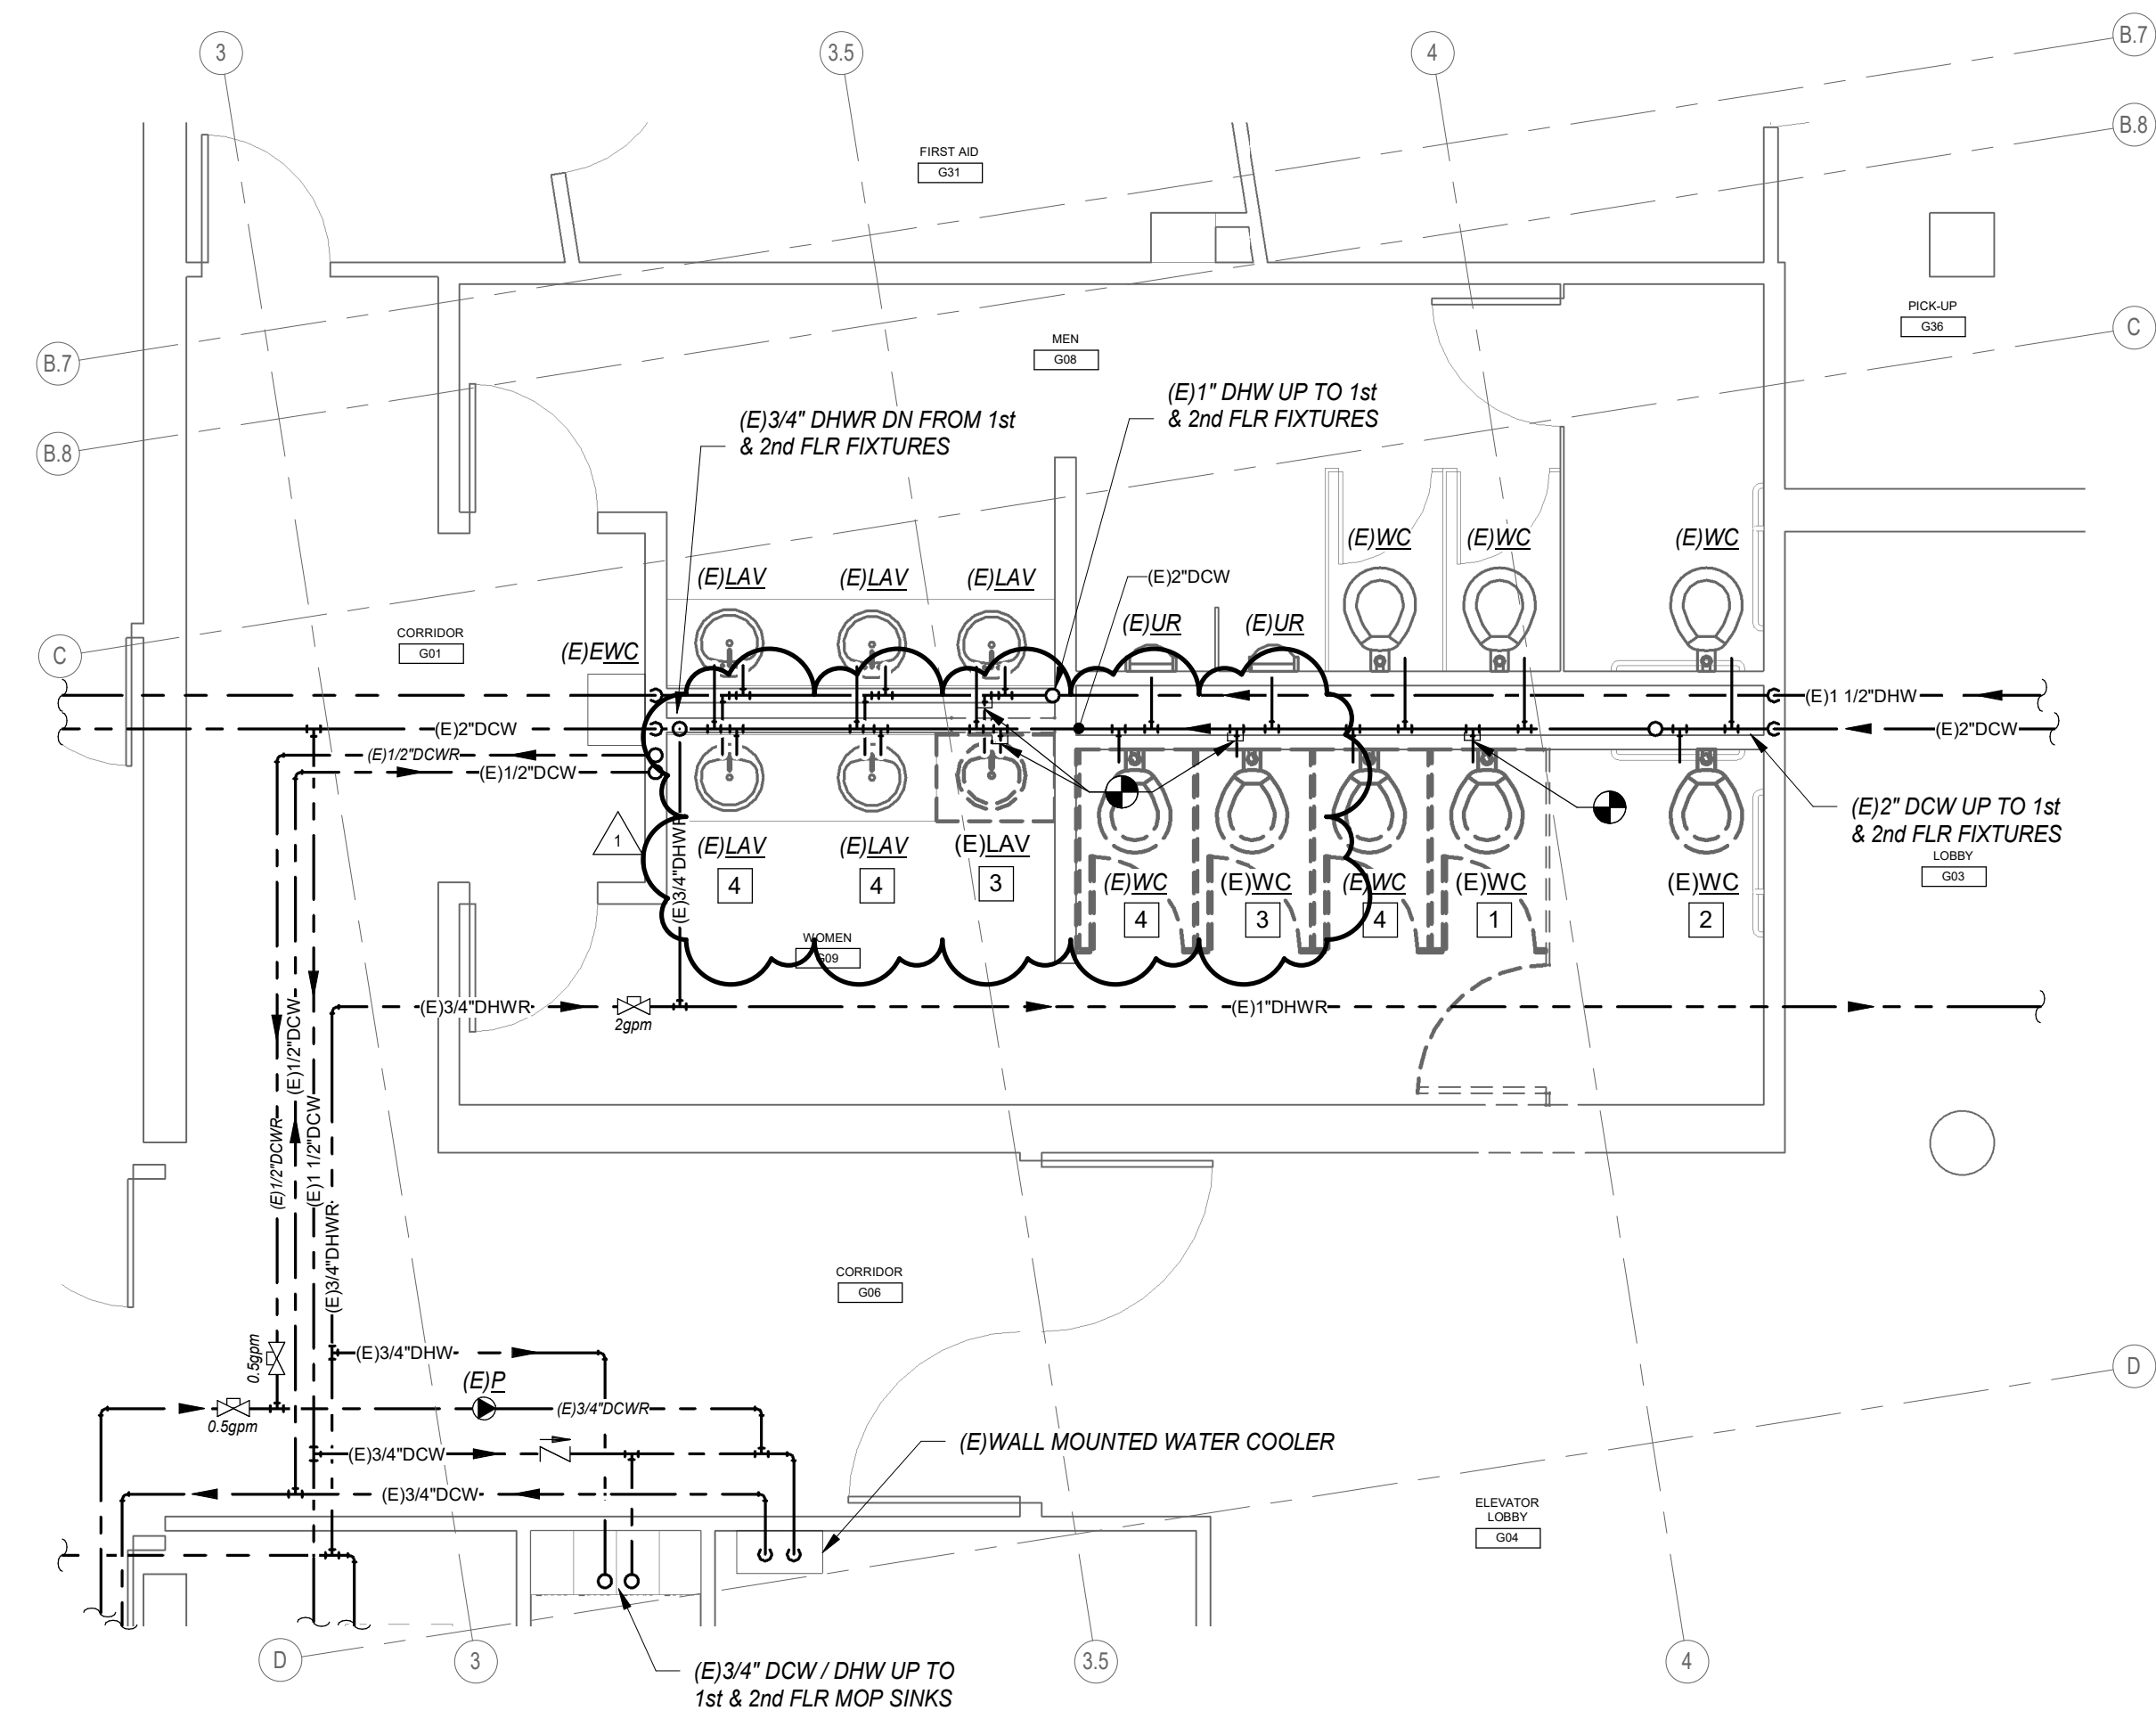 3
3.5
4
B.7
B.8
FIRST AID
G31
PICK-UP
G36
C
MEN
G08
B.7
B.8
(E)1" DHW UP TO 1st
& 2nd FLR FIXTURES
(E)3/4" DHWR DN FROM 1st
& 2nd FLR FIXTURES
(E)WC
(E)WC
(E)WC
(E)LAV
(E)LAV
(E)LAV
(E)2"DCW
(E)UR
(E)UR
CORRIDOR
G01
C
(E)EWC
(E)1 1/2"DHW
(E)2"DCW
(E)2"DCW
(E)1/2"DCWR
(E)1/2"DCW
(E)2" DCW UP TO 1st
& 2nd FLR FIXTURES
1
(E)3/4"DHWR
(E)LAV
4
(E)LAV
4
(E)LAV
3
(E)WC
4
(E)WC
3
(E)WC
4
(E)WC
1
(E)WC
2
LOBBY
G03
WOMEN
G09
(E)3/4"DHWR
2gpm
(E)1"DHWR
(E)1/2"DCWR
(E)1/2"DCW
(E)1 1/2"DCW
(E)3/4"DHWR
CORRIDOR
G06
0.5gpm
(E)3/4"DHW
(E)P
0.5gpm
(E)3/4"DCWR
(E)3/4"DCW
(E)WALL MOUNTED WATER COOLER
(E)3/4"DCW
D
ELEVATOR
LOBBY
G04
D
3
3.5
4
(E)3/4" DCW / DHW UP TO
1st & 2nd FLR MOP SINKS